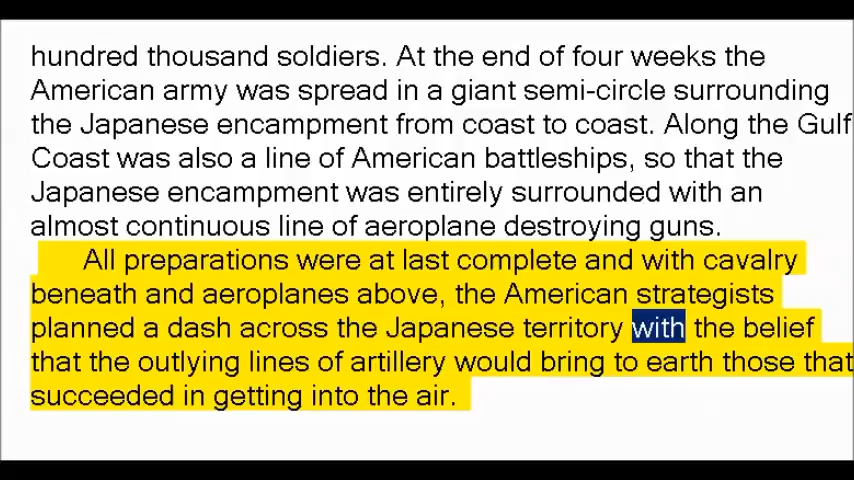 hundred thousand soldiers. At the end of four weeks the
American army was spread in a giant semi-circle surrounding
the Japanese encampment from coast to coast. Along the Gulf
Coast was also a line of American battleships, so that the
Japanese encampment was entirely surrounded with an
almost continuous line of aeroplane destroying guns.
All preparations were at last complete and with cavalry
beneath and aeroplanes above, the American strategists
planned a dash across the Japanese territory with the belief
that the outlying lines of artillery would bring to earth those that
succeeded in getting into the air.